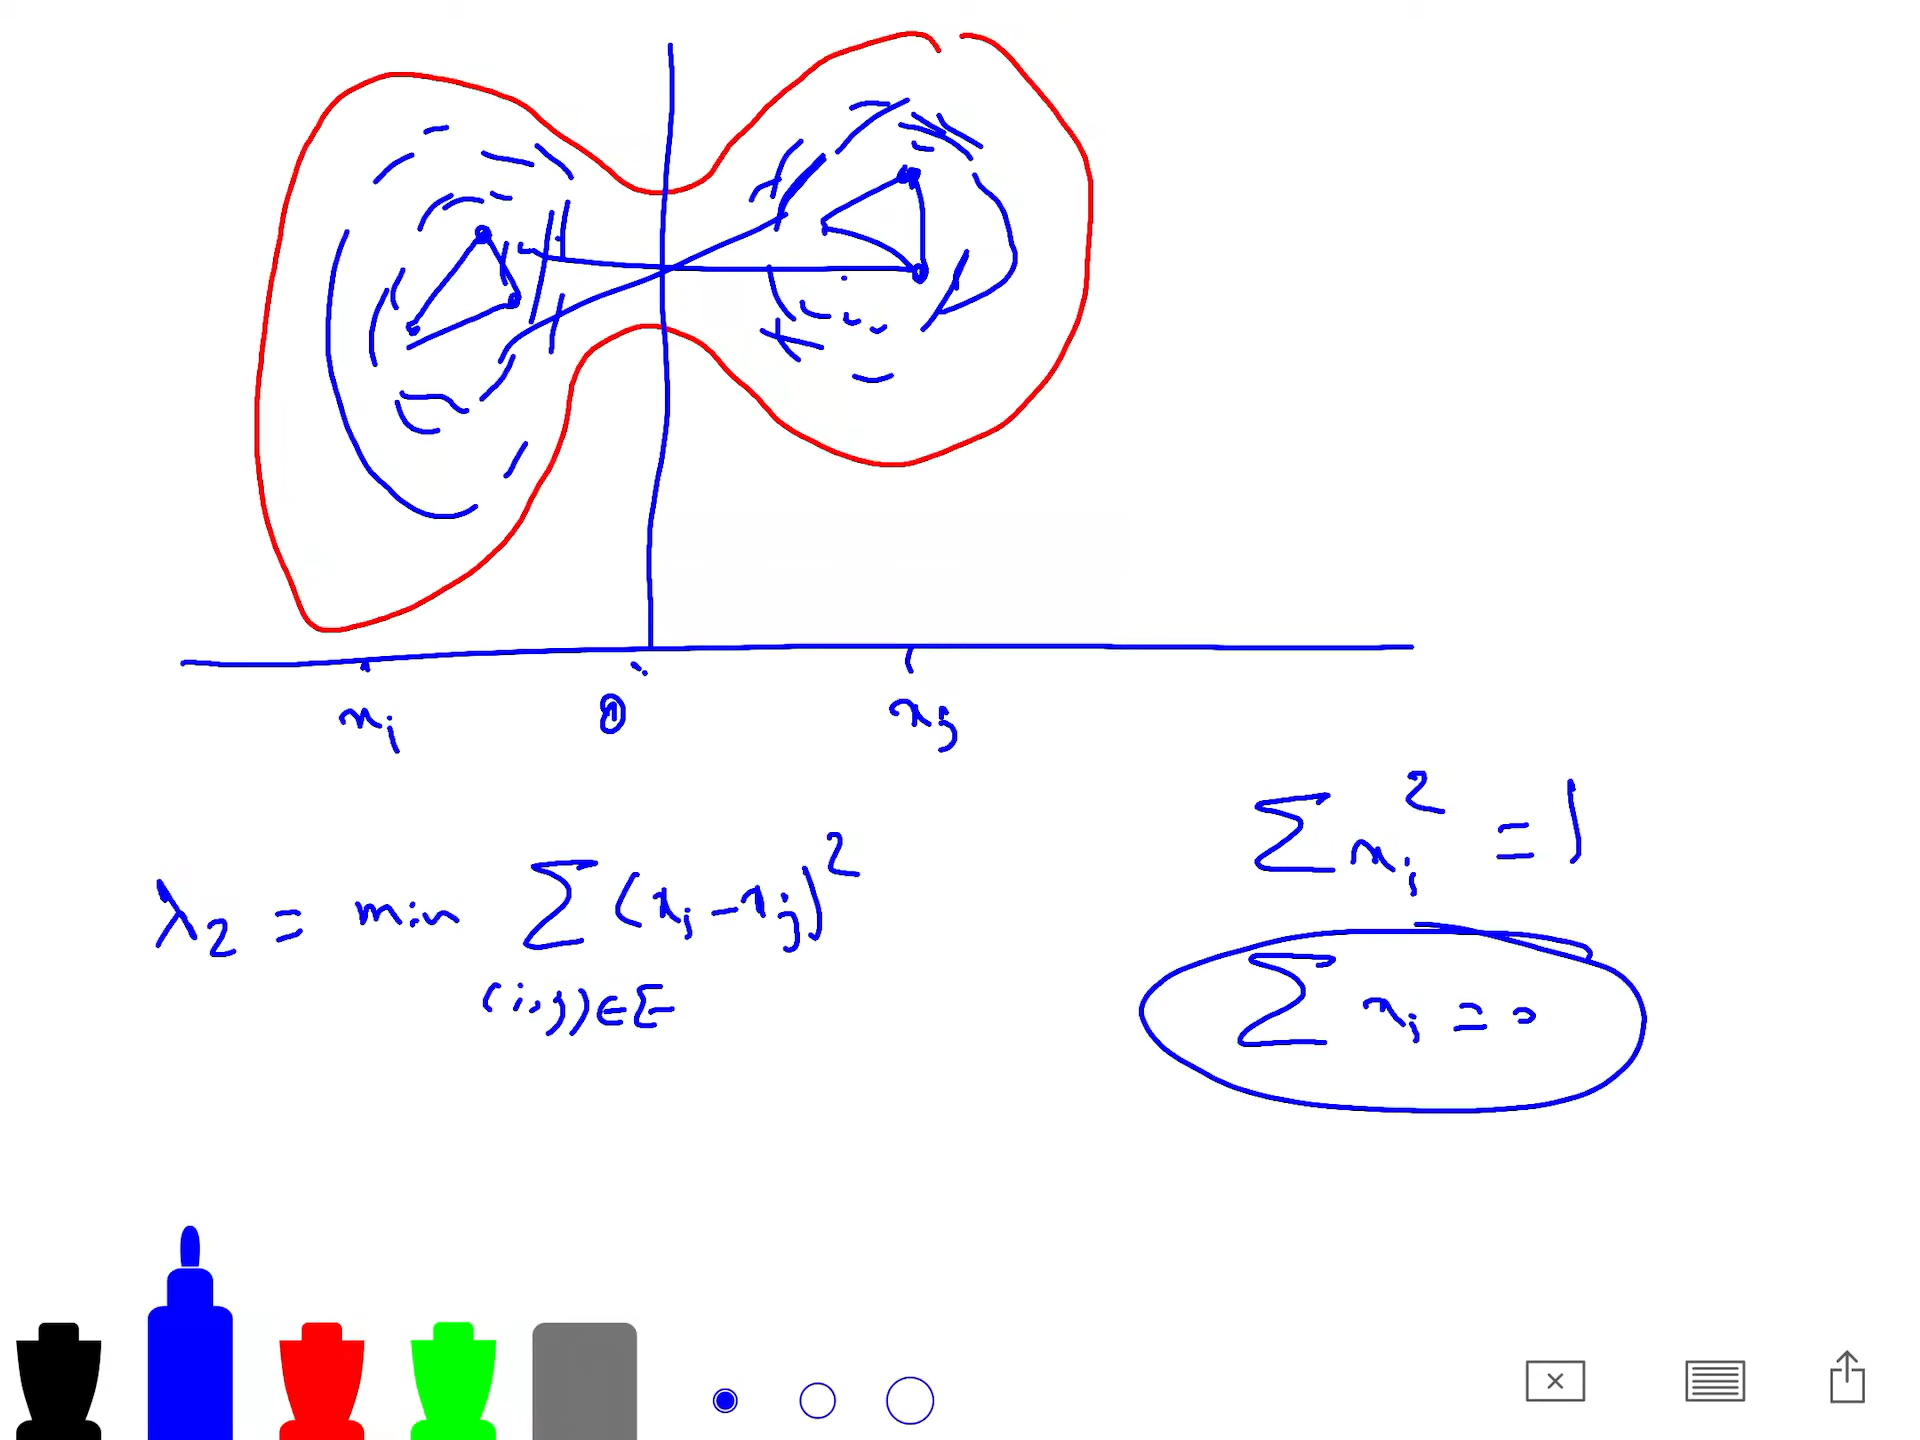 x_i 0 x_j
∑ x_i^2 = 1
λ_2 = min ∑ (x_i - x_j)^2
(i,j) ∈ E
∑ x_i = 0